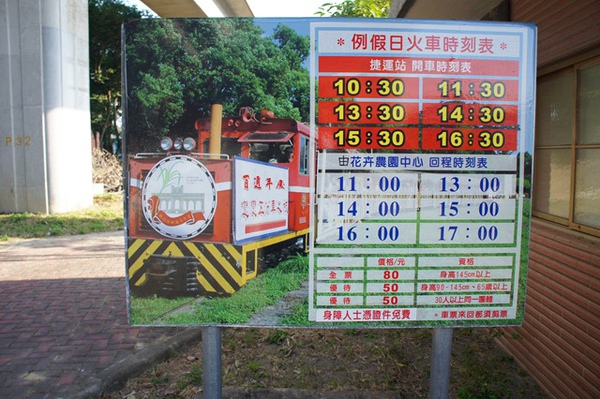 ＊例假日火車時刻表＊
捷運站 開車時刻表
10：30 11：30
13：30 14：30
15：30 16：30
由花卉農園中心 回程時刻表
11：00 13：00
14：00 15：00
16：00 17：00
價格/元 資格
全票 80 身高145cm以上
優待 50 身高90-145cm、65歲以上
優待 50 30人以上同一團體
身障人士憑證件免費 ＊車票來回都須剪票
P32